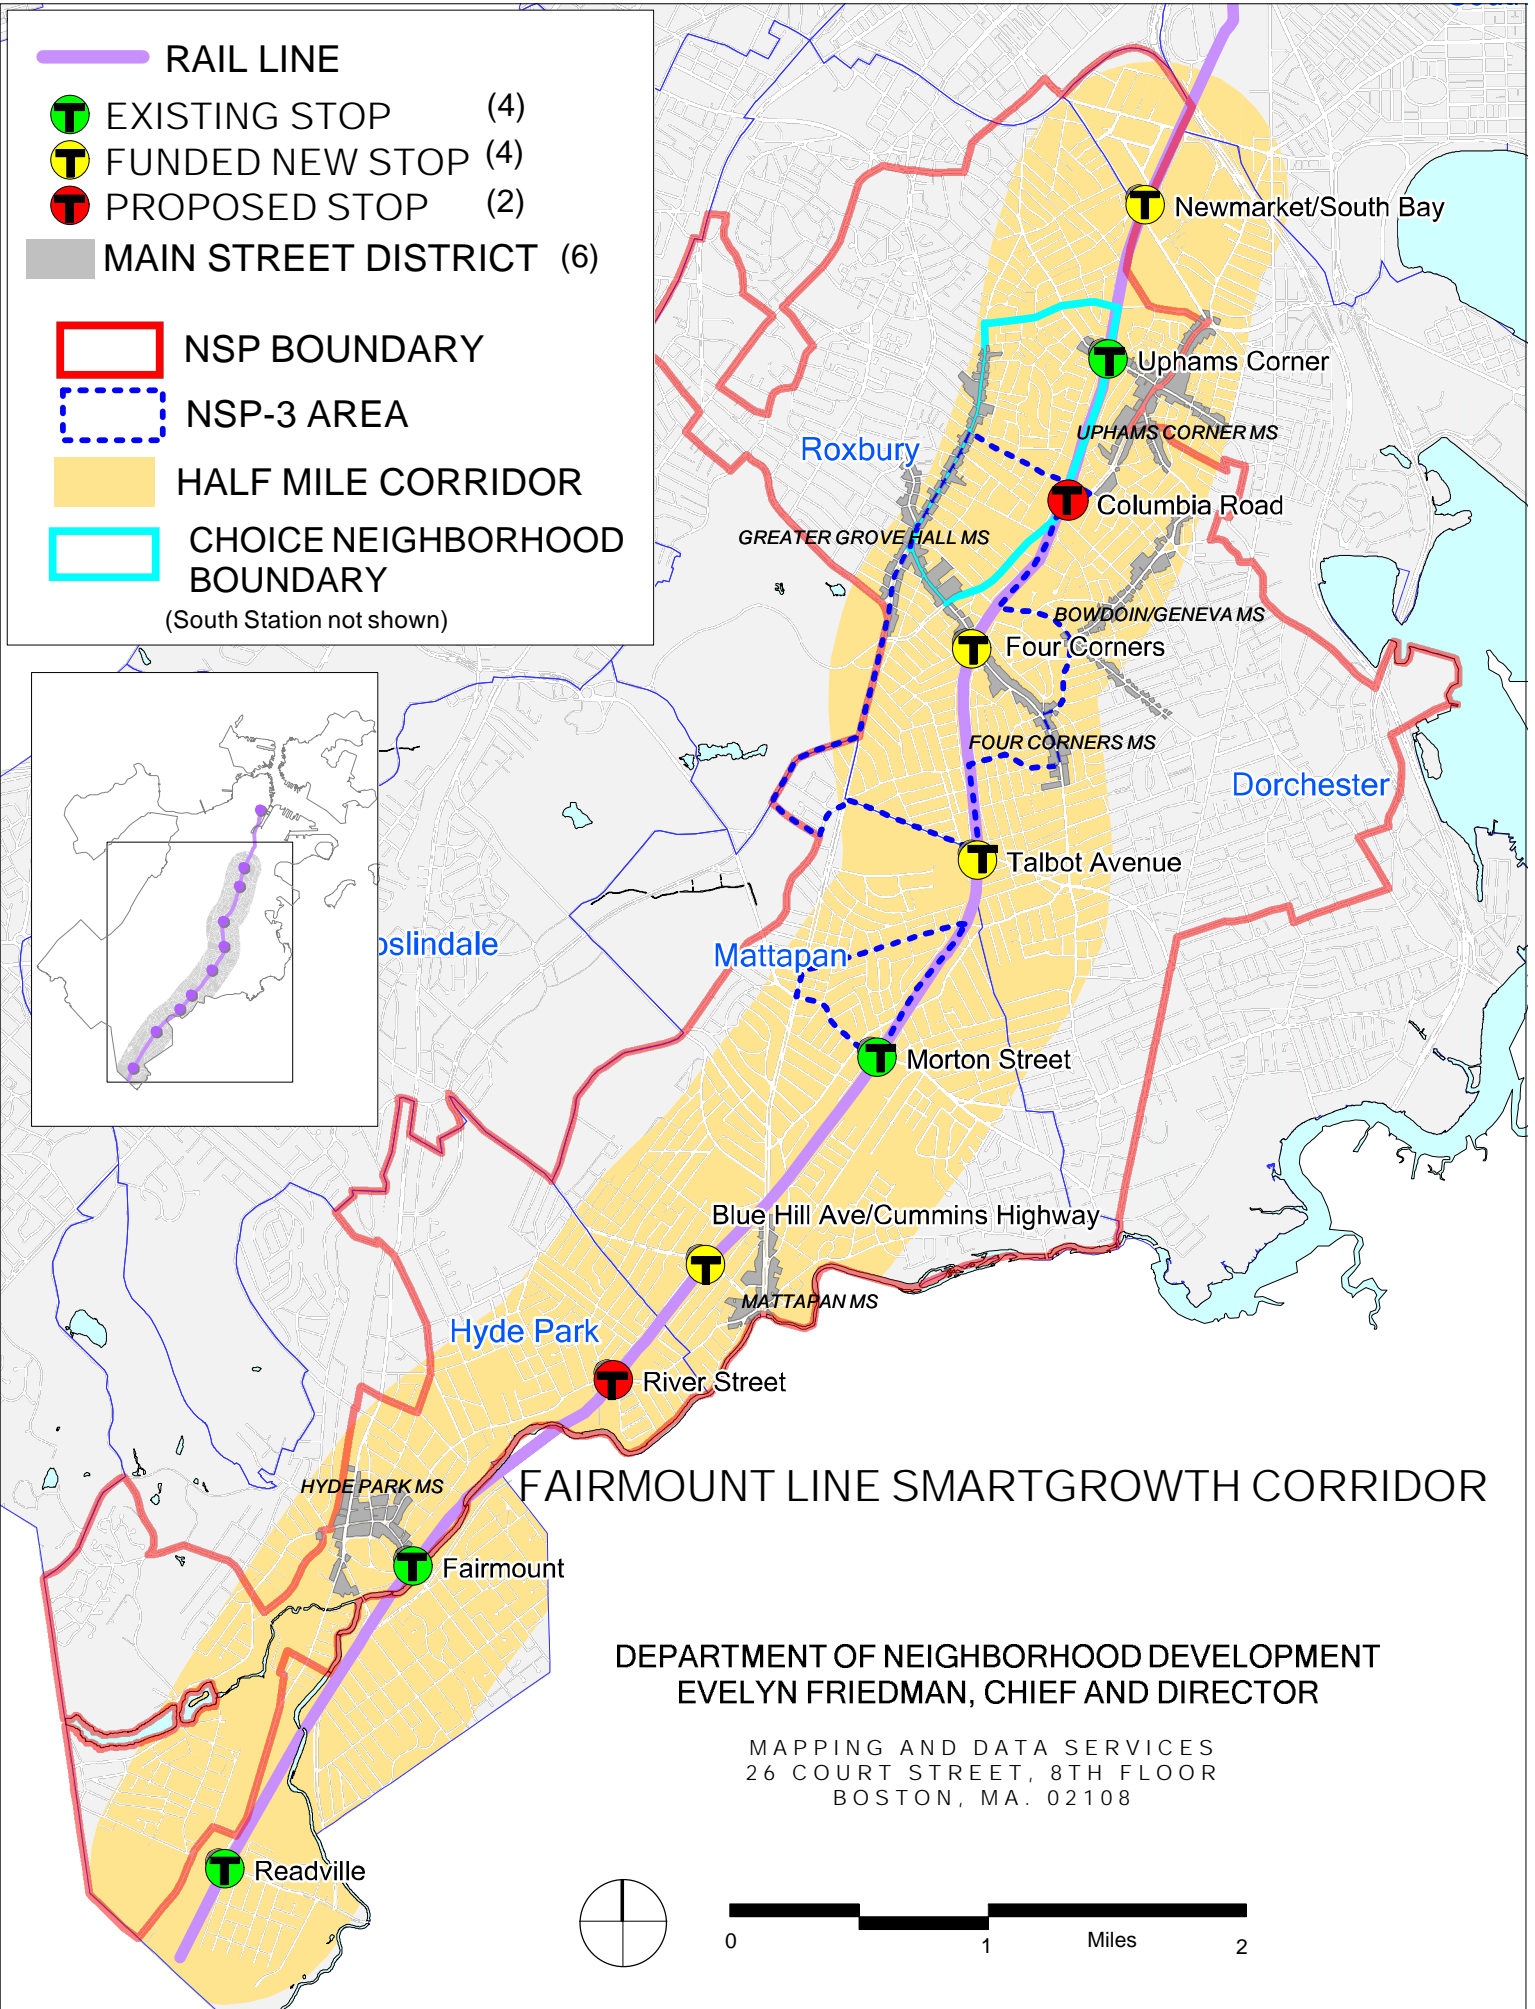 RAIL LINE
T EXISTING STOP (4)
T FUNDED NEW STOP (4)
T PROPOSED STOP (2)
MAIN STREET DISTRICT (6)
NSP BOUNDARY
NSP-3 AREA
HALF MILE CORRIDOR
CHOICE NEIGHBORHOOD
BOUNDARY
(South Station not shown)
T Newmarket/South Bay
T Uphams Corner
UPHAMS CORNER MS
Roxbury
T Columbia Road
GREATER GROVE HALL MS
BOWDOIN/GENEVA MS
T Four Corners
FOUR CORNERS MS
Dorchester
T Talbot Avenue
oslindale
Mattapan
T Morton Street
Blue Hill Ave/Cummins Highway
T
MATTAPAN MS
Hyde Park
T River Street
HYDE PARK MS
FAIRMOUNT LINE SMARTGROWTH CORRIDOR
T Fairmount
DEPARTMENT OF NEIGHBORHOOD DEVELOPMENT
EVELYN FRIEDMAN, CHIEF AND DIRECTOR
MAPPING AND DATA SERVICES
26 COURT STREET, 8TH FLOOR
BOSTON, MA. 02108
T Readville
0 1 Miles 2